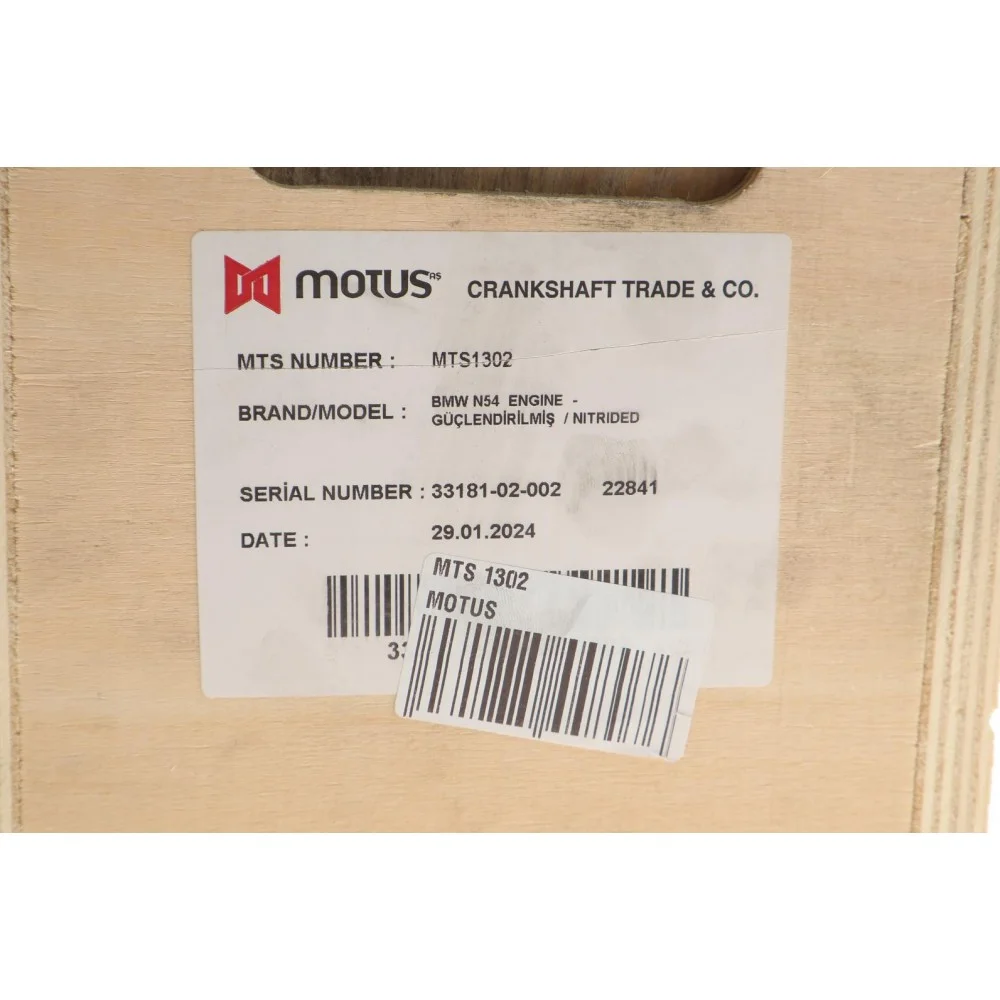 MOTUS AŞ CRANKSHAFT TRADE & CO.
MTS NUMBER : MTS1302
BRAND/MODEL : BMW N54 ENGINE -
GÜÇLENDİRİLMİŞ / NITRIDED
SERİAL NUMBER : 33181-02-002 22841
DATE : 29.01.2024
MTS 1302
MOTUS